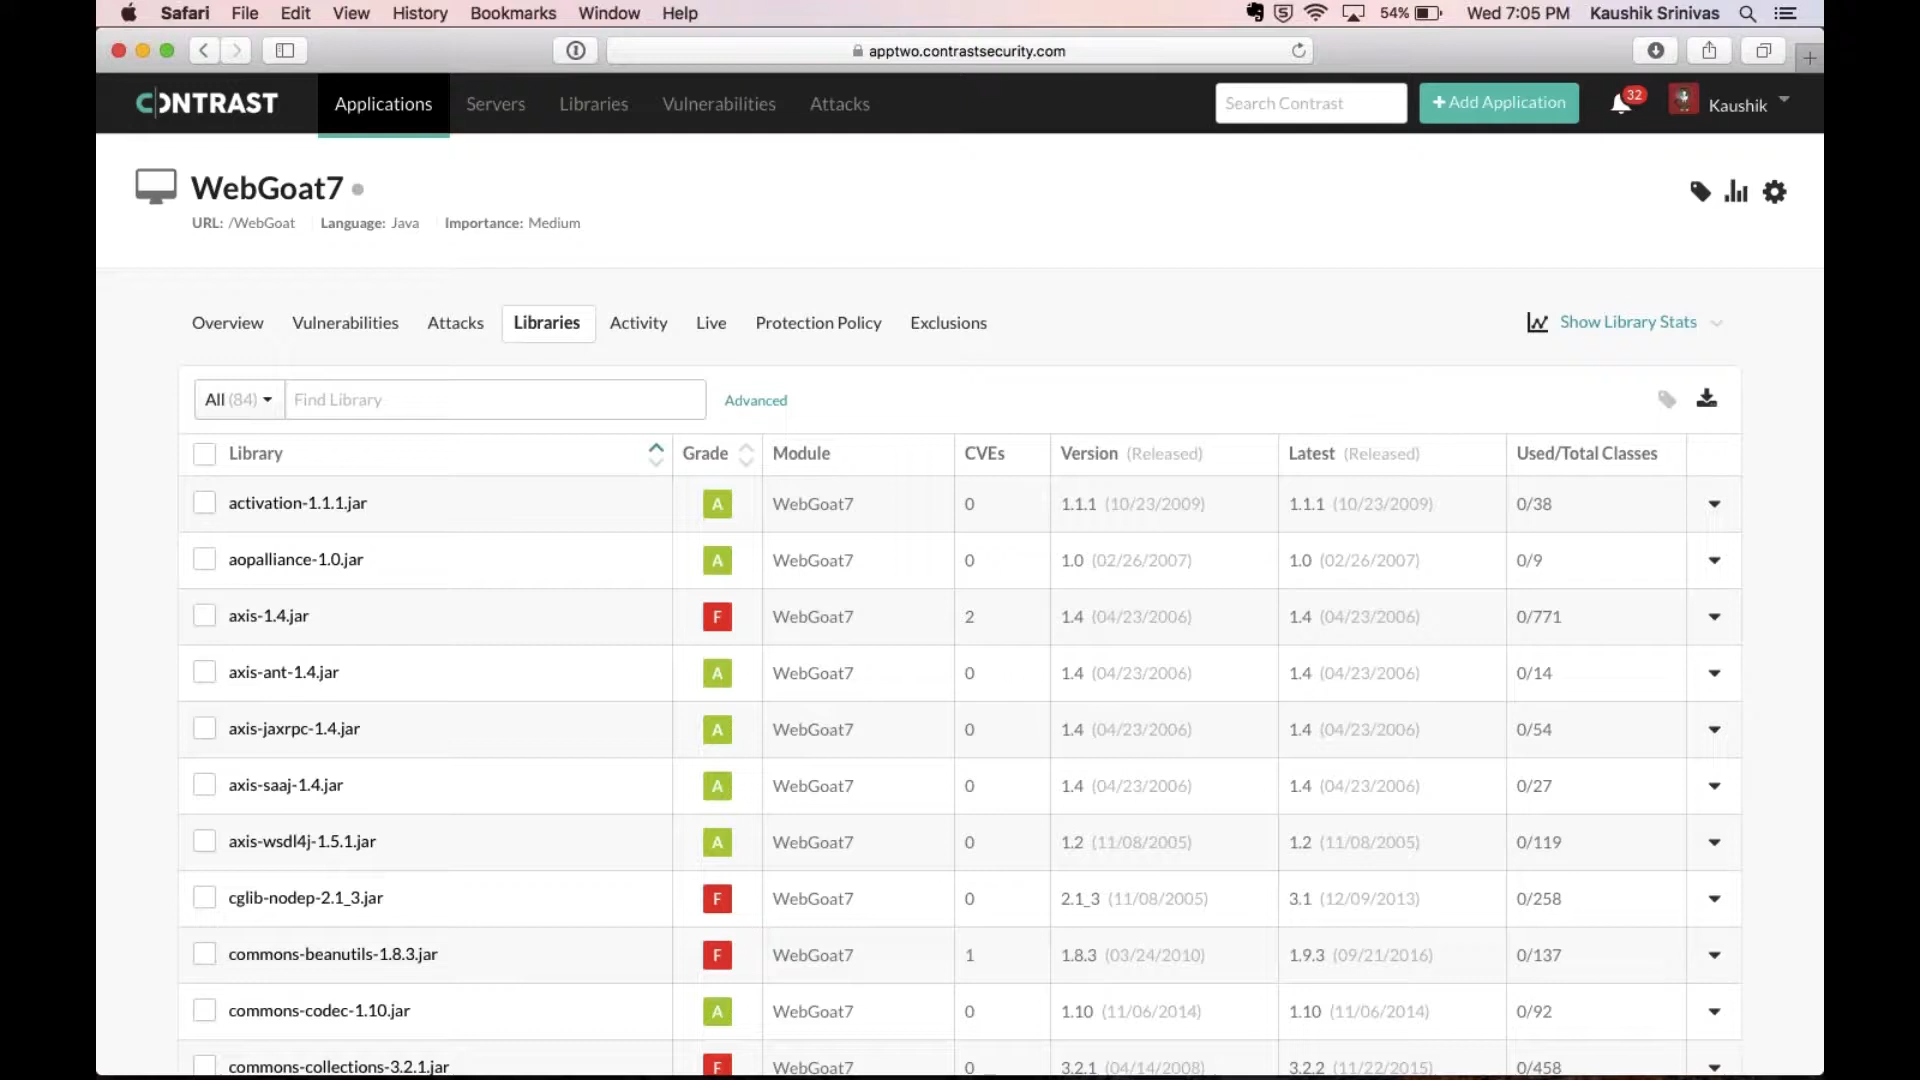 Safari File Edit View History Bookmarks Window Help 54% Wed 7:05 PM Kaushik Srinivas
apptwo.contrastsecurity.com
CONTRAST Applications Servers Libraries Vulnerabilities Attacks Search Contrast +Add Application 32 Kaushik
WebGoat7
URL: /WebGoat Language: Java Importance: Medium
Overview Vulnerabilities Attacks Libraries Activity Live Protection Policy Exclusions Show Library Stats
All (84) Find Library Advanced
Library Grade Module CVEs Version (Released) Latest (Released) Used/Total Classes
activation-1.1.1.jar A WebGoat7 0 1.1.1 (10/23/2009) 1.1.1 (10/23/2009) 0/38
aopalliance-1.0.jar A WebGoat7 0 1.0 (02/26/2007) 1.0 (02/26/2007) 0/9
axis-1.4.jar F WebGoat7 2 1.4 (04/23/2006) 1.4 (04/23/2006) 0/771
axis-ant-1.4.jar A WebGoat7 0 1.4 (04/23/2006) 1.4 (04/23/2006) 0/14
axis-jaxrpc-1.4.jar A WebGoat7 0 1.4 (04/23/2006) 1.4 (04/23/2006) 0/54
axis-saaj-1.4.jar A WebGoat7 0 1.4 (04/23/2006) 1.4 (04/23/2006) 0/27
axis-wsdl4j-1.5.1.jar A WebGoat7 0 1.2 (11/08/2005) 1.2 (11/08/2005) 0/119
cglib-nodep-2.1_3.jar F WebGoat7 0 2.1_3 (11/08/2005) 3.1 (12/09/2013) 0/258
commons-beanutils-1.8.3.jar F WebGoat7 1 1.8.3 (03/24/2010) 1.9.3 (09/21/2016) 0/137
commons-codec-1.10.jar A WebGoat7 0 1.10 (11/06/2014) 1.10 (11/06/2014) 0/92
commons-collections-3.2.1.jar F WebGoat7 0 3.2.1 (04/14/2008) 3.2.2 (11/22/2015) 0/458